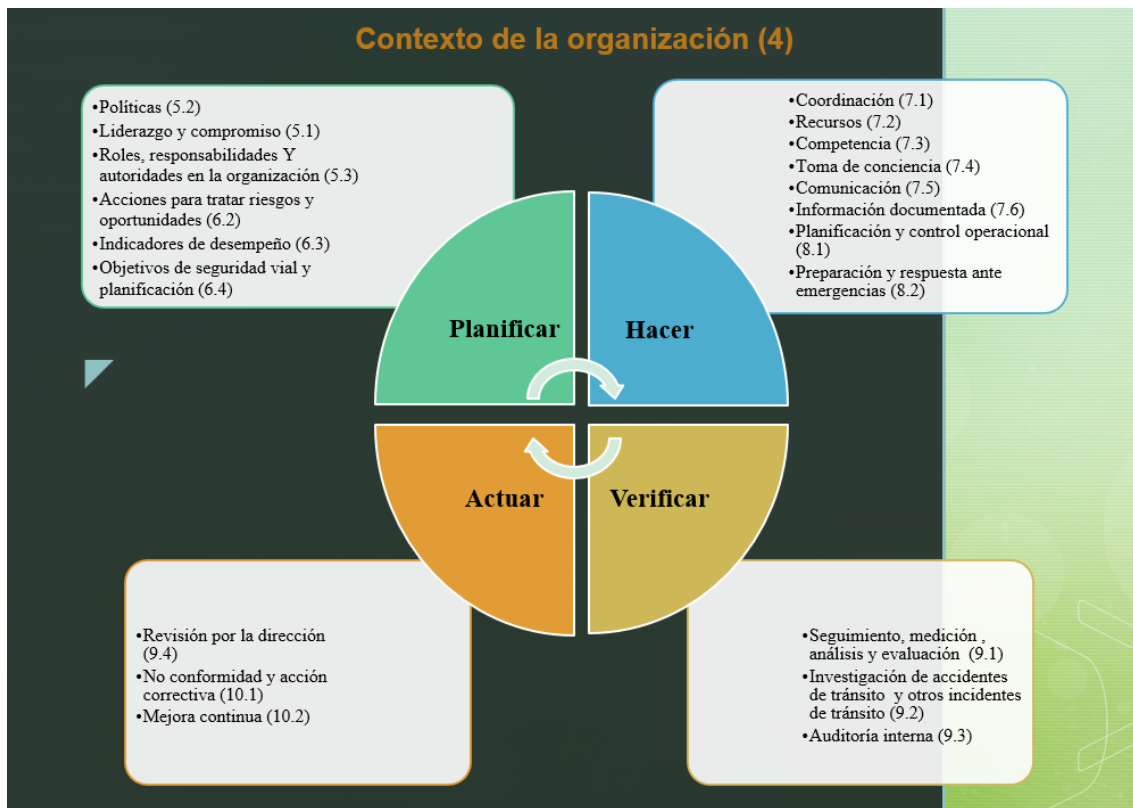 Contexto de la organización (4)
•Políticas (5.2)
•Liderazgo y compromiso (5.1)
•Roles, responsabilidades Y
autoridades en la organización (5.3)
•Acciones para tratar riesgos y
oportunidades (6.2)
•Indicadores de desempeño (6.3)
•Objetivos de seguridad vial y
planificación (6.4)
•Coordinación (7.1)
•Recursos (7.2)
•Competencia (7.3)
•Toma de conciencia (7.4)
•Comunicación (7.5)
•Información documentada (7.6)
•Planificación y control operacional
(8.1)
•Preparación y respuesta ante
emergencias (8.2)
Planificar
Hacer
Actuar
Verificar
•Revisión por la dirección
(9.4)
•No conformidad y acción
correctiva (10.1)
•Mejora continua (10.2)
•Seguimiento, medición ,
análisis y evaluación (9.1)
•Investigación de accidentes
de tránsito y otros incidentes
de tránsito (9.2)
•Auditoría interna (9.3)